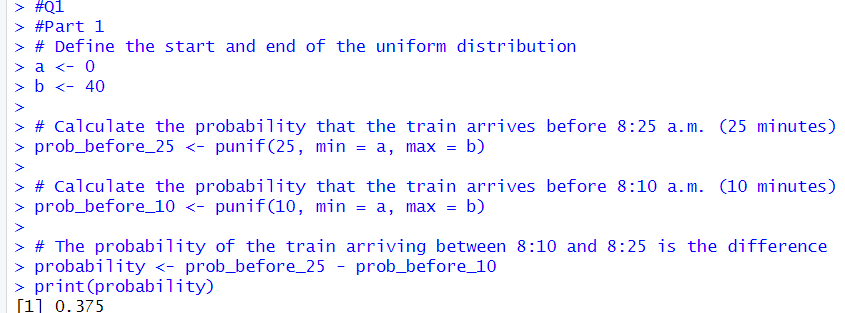 > #Q1
> #Part 1
> # Define the start and end of the uniform distribution
> a <- 0
> b <- 40
>
> # Calculate the probability that the train arrives before 8:25 a.m. (25 minutes)
> prob_before_25 <- punif(25, min = a, max = b)
>
> # Calculate the probability that the train arrives before 8:10 a.m. (10 minutes)
> prob_before_10 <- punif(10, min = a, max = b)
>
> # The probability of the train arriving between 8:10 and 8:25 is the difference
> probability <- prob_before_25 - prob_before_10
> print(probability)
[1] 0.375